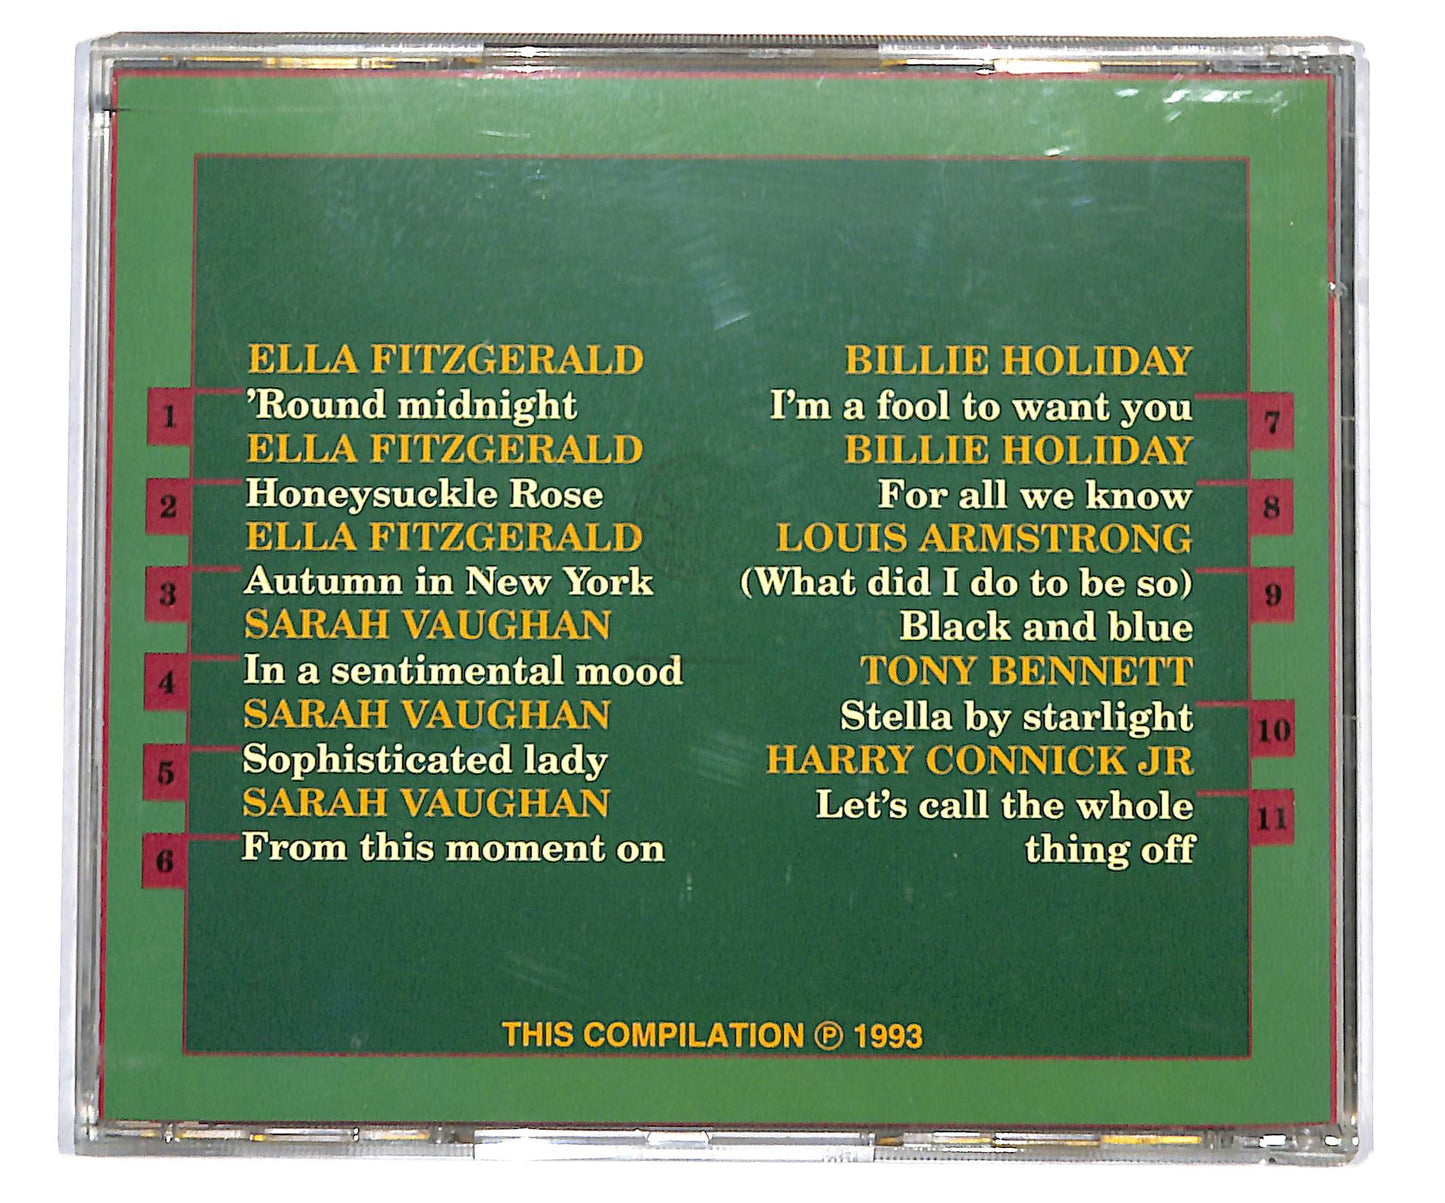 ELLA FITZGERALD
1 ’Round midnight
ELLA FITZGERALD
2 Honeysuckle Rose
ELLA FITZGERALD
3 Autumn in New York
SARAH VAUGHAN
4 In a sentimental mood
SARAH VAUGHAN
5 Sophisticated lady
SARAH VAUGHAN
6 From this moment on
BILLIE HOLIDAY
I’m a fool to want you 7
BILLIE HOLIDAY
For all we know 8
LOUIS ARMSTRONG
(What did I do to be so) 9
Black and blue
TONY BENNETT
Stella by starlight 10
HARRY CONNICK JR
Let’s call the whole 11
thing off
THIS COMPILATION ℗ 1993